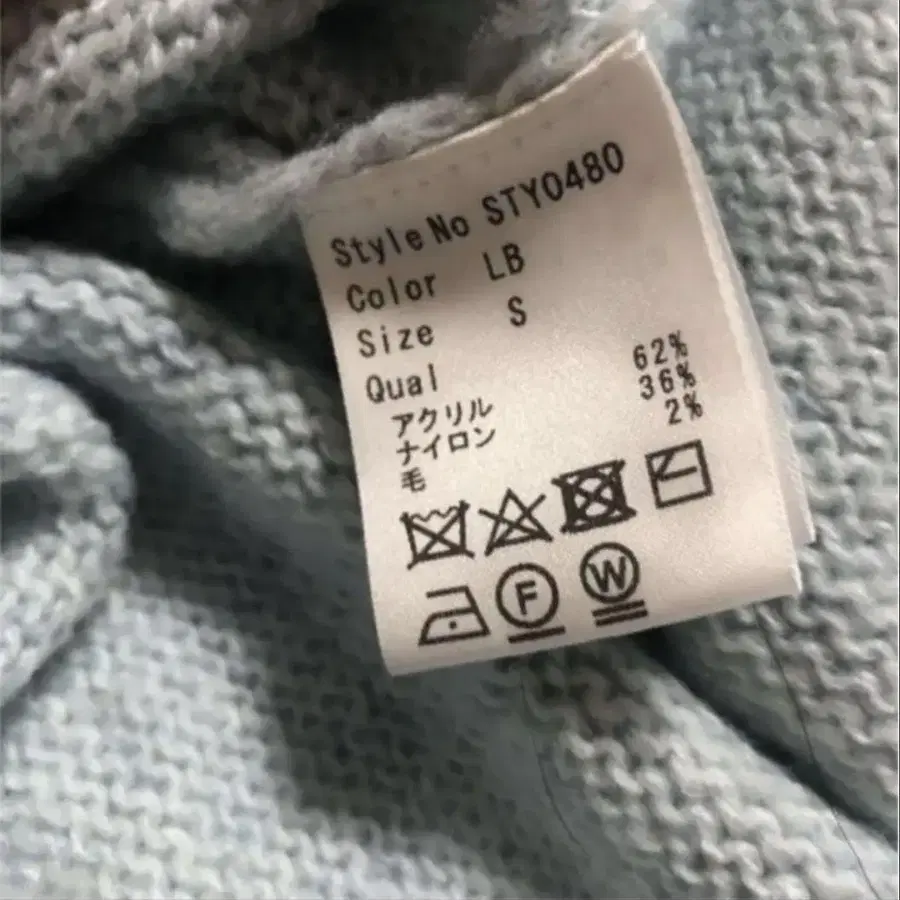 Style No STY0480
Color LB
Size S
Qual
アクリル 62%
ナイロン 36%
毛 2%
F W